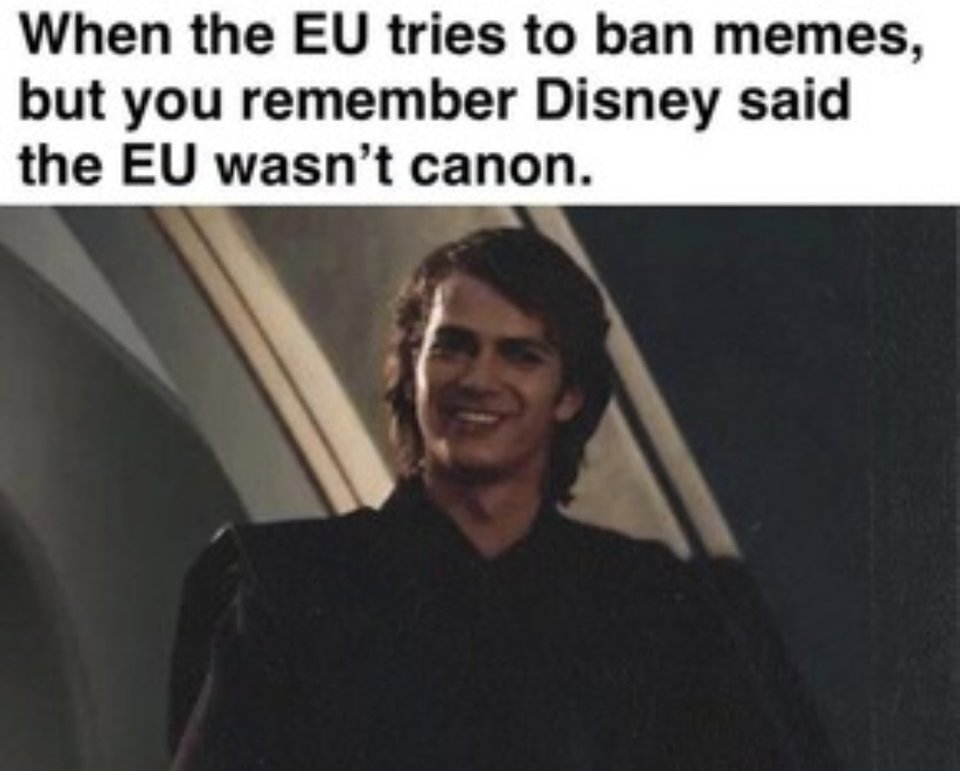 When the EU tries to ban memes,
but you remember Disney said
the EU wasn’t canon.